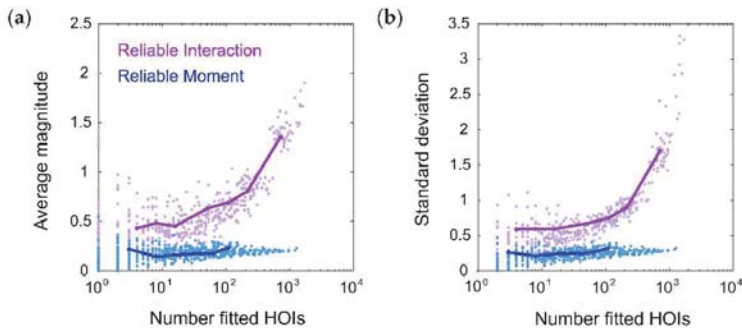 (a)
2.5
2
1.5
1
0.5
0
Average magnitude
Reliable Interaction
Reliable Moment
10^0 10^1 10^2 10^3 10^4
Number fitted HOIs
(b)
3.5
3
2.5
2
1.5
1
0.5
0
Standard deviation
10^0 10^1 10^2 10^3 10^4
Number fitted HOIs